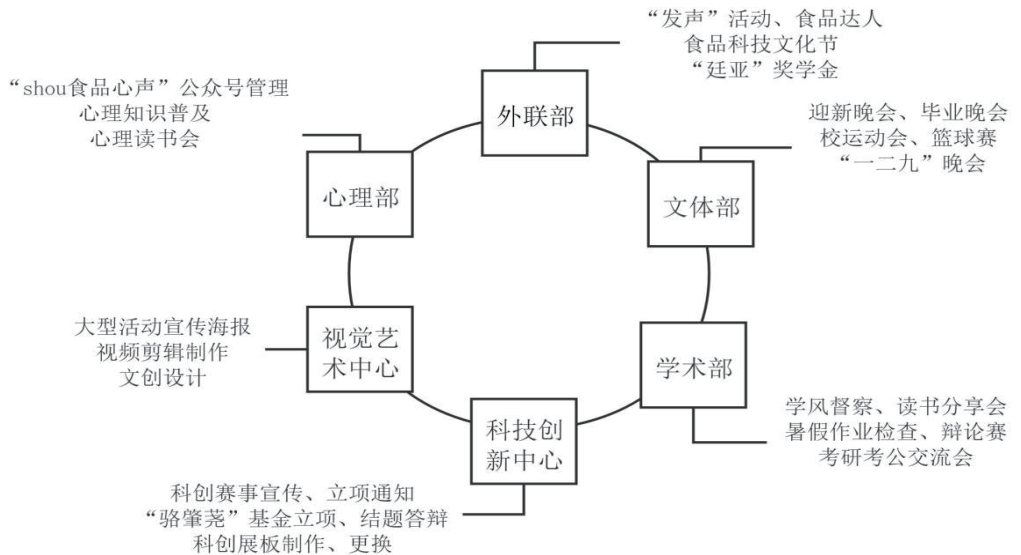 “发声”活动、食品达人
食品科技文化节
“廷亚”奖学金
外联部
“shou食品心声”公众号管理
心理知识普及
心理读书会
心理部
迎新晚会、毕业晚会
校运动会、篮球赛
“一二九”晚会
文体部
大型活动宣传海报
视频剪辑制作
文创设计
视觉艺
术中心
学术部
学风督察、读书分享会
暑假作业检查、辩论赛
考研考公交流会
科技创
新中心
科创赛事宣传、立项通知
“骆肇荛”基金立项、结题答辩
科创展板制作、更换